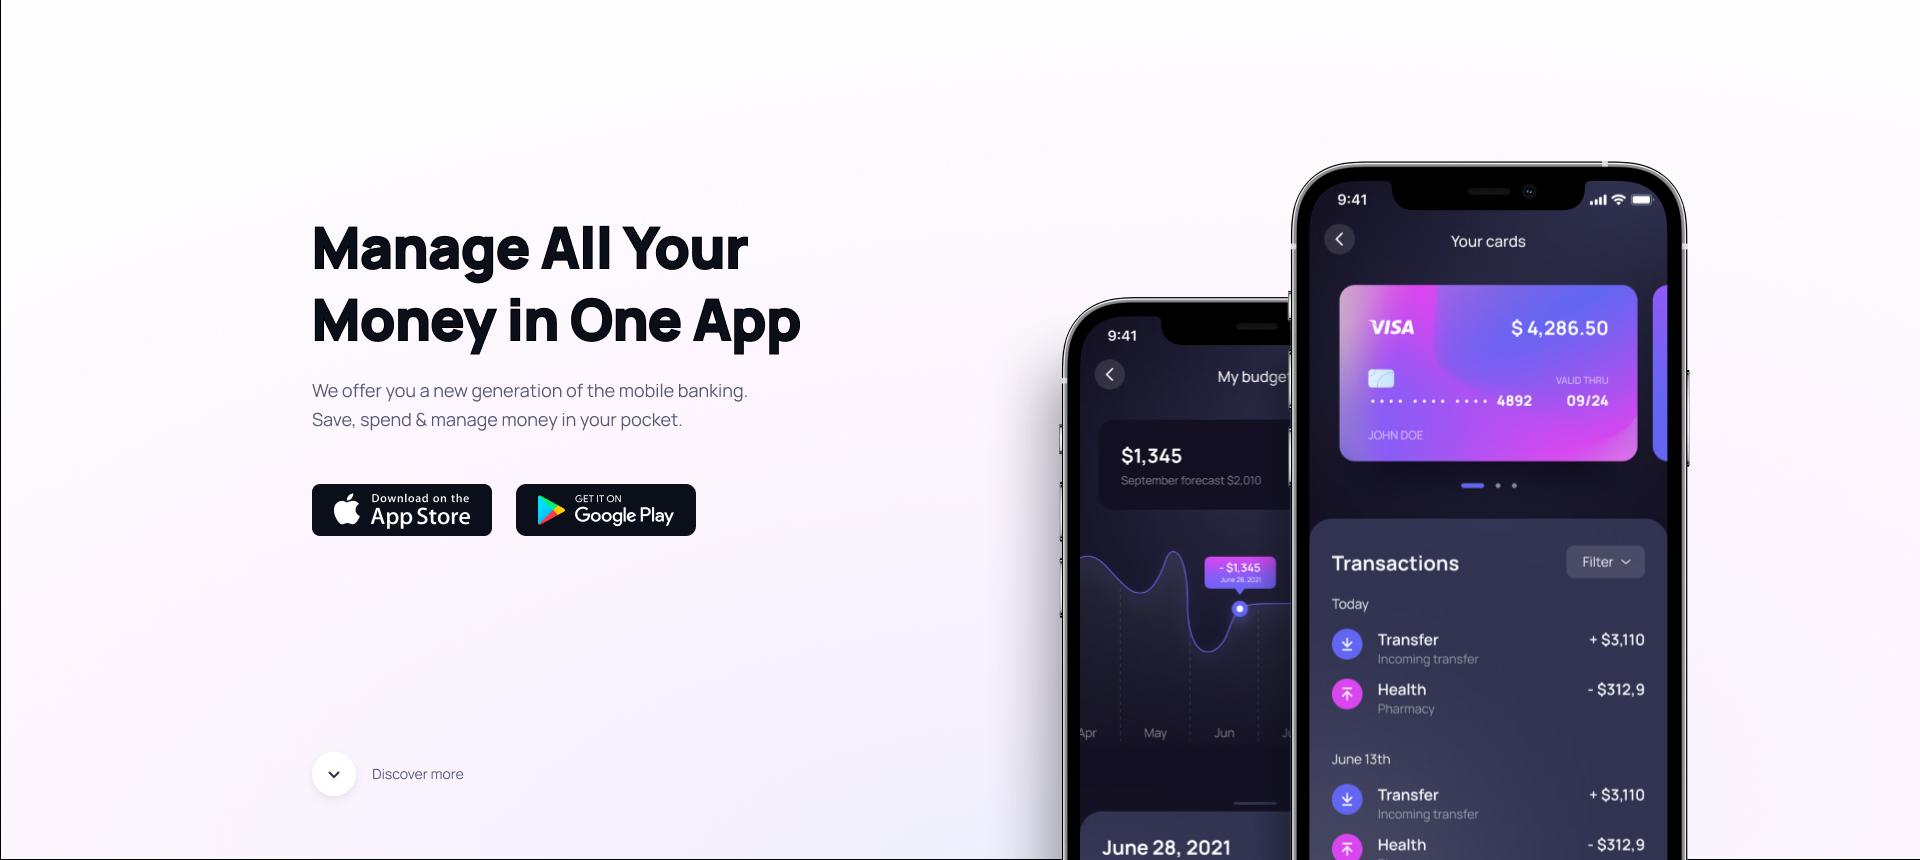 Manage All Your
Money in One App
We offer you a new generation of the mobile banking.
Save, spend & manage money in your pocket.
Download on the
App Store
GET IT ON
Google Play
Discover more
9:41
My budget
$1,345
September forecast $2,010
- $1,345
June 28, 2021
Apr May Jun
June 28, 2021
9:41
Your cards
VISA $ 4,286.50
VALID THRU
•••• •••• •••• 4892 09/24
JOHN DOE
Transactions Filter
Today
Transfer + $3,110
Incoming transfer
Health - $312,9
Pharmacy
June 13th
Transfer + $3,110
Incoming transfer
Health - $312,9